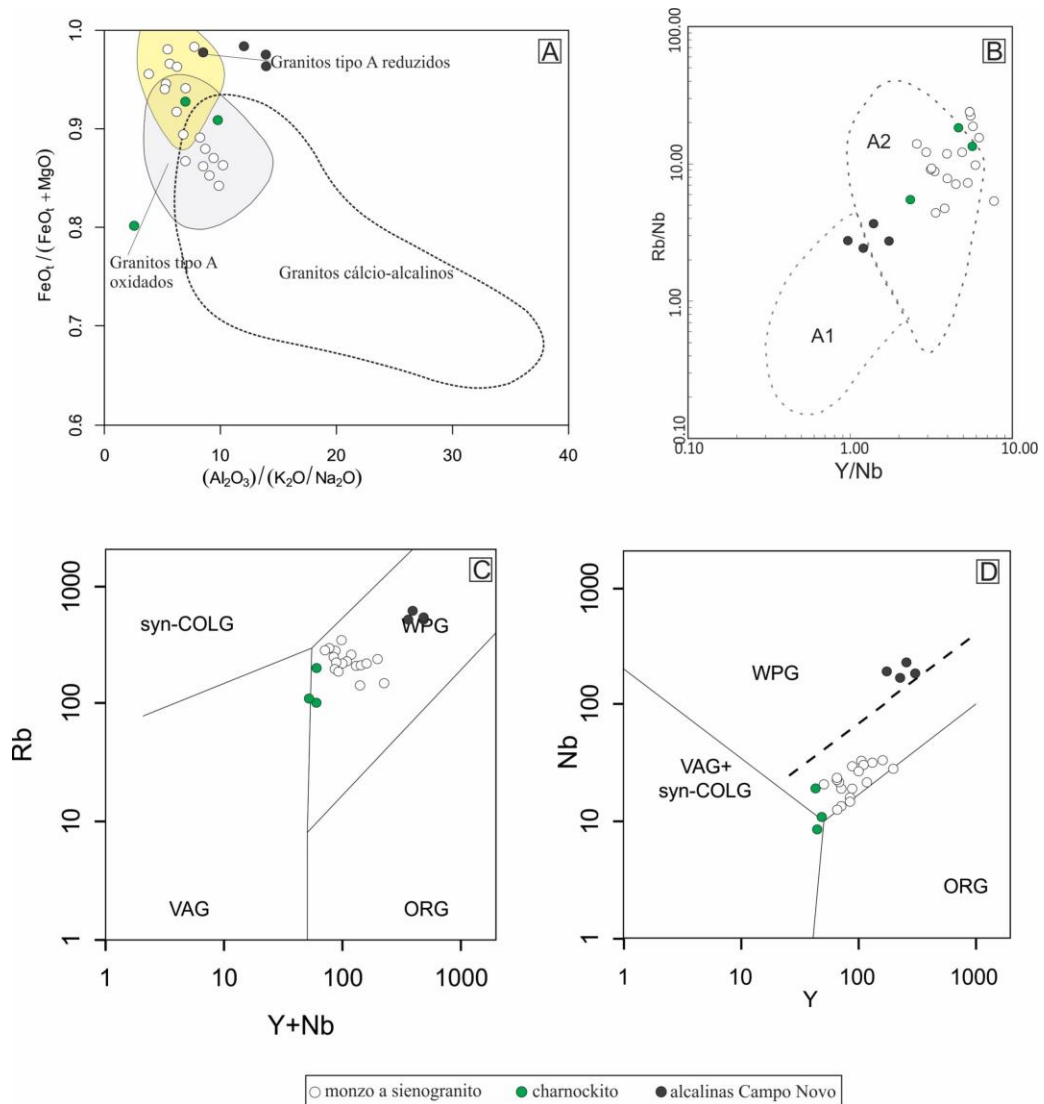 A
1.0
0.9
0.8
0.7
0.6
FeOt/(FeOt + MgO)
Granitos tipo A reduzidos
Granitos tipo A
oxidados
Granitos cálcio-alcalinos
0 10 20 30 40
(Al2O3)/(K2O/Na2O)
B
100.00
10.00
1.00
0.10
Rb/Nb
A2
A1
0.10 1.00 10.00
Y/Nb
C
1000
100
10
1
Rb
syn-COLG
WPG
VAG
ORG
1 10 100 1000
Y+Nb
D
1000
100
10
1
Nb
WPG
VAG+
syn-COLG
ORG
1 10 100 1000
Y
monzo a sienogranito charnockito alcalinas Campo Novo